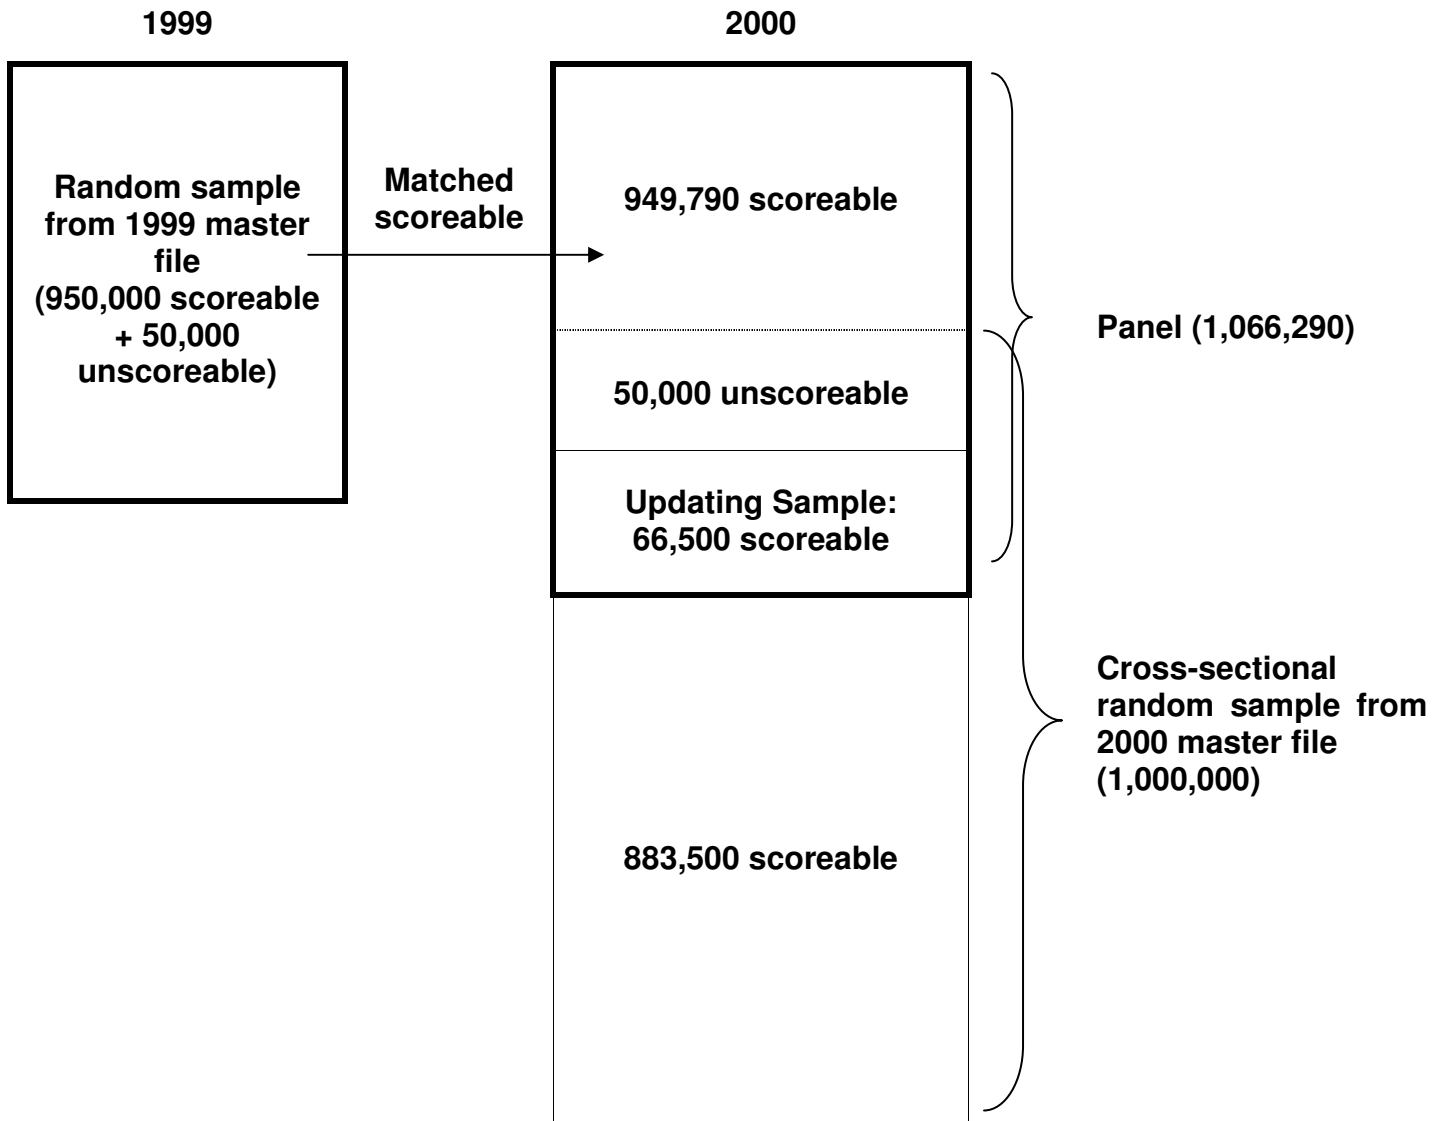 1999
2000
Random sample
from 1999 master
file
(950,000 scoreable
+ 50,000
unscoreable)
Matched
scoreable
949,790 scoreable
50,000 unscoreable
Updating Sample:
66,500 scoreable
883,500 scoreable
Panel (1,066,290)
Cross-sectional
random sample from
2000 master file
(1,000,000)